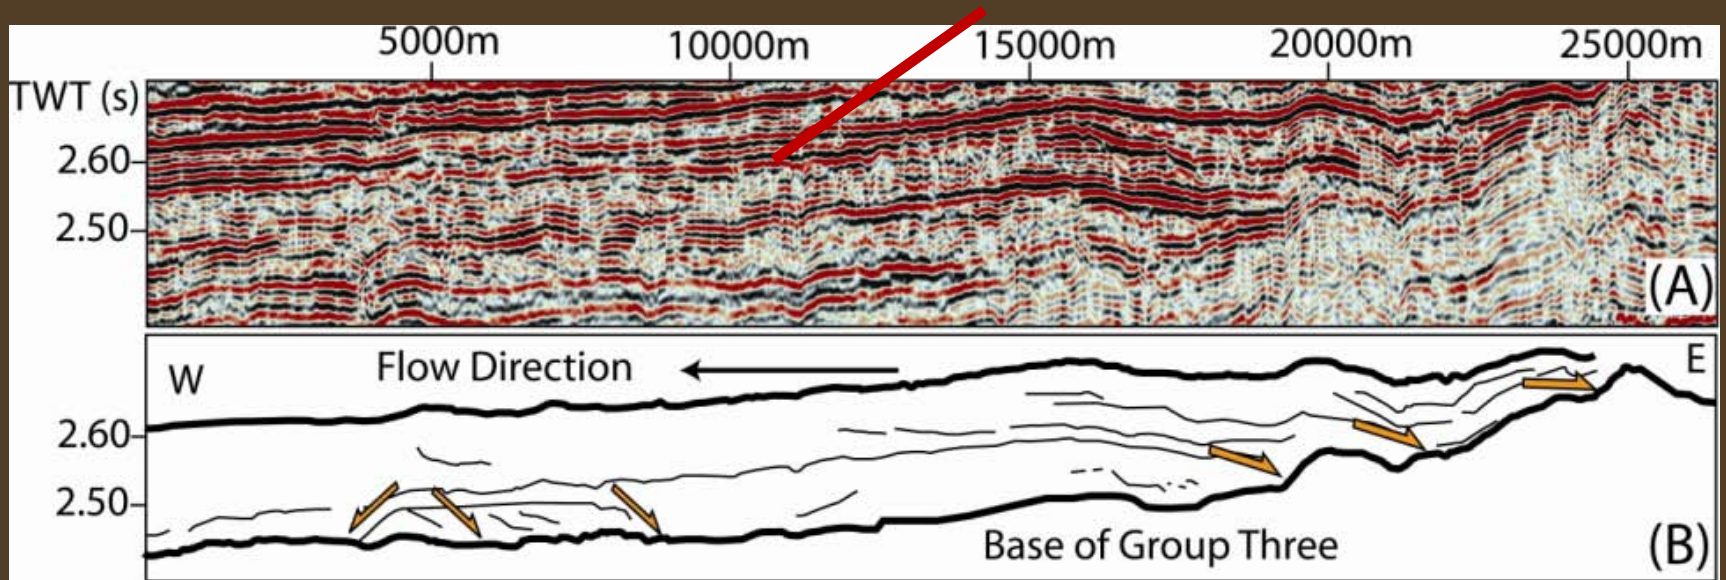 5000m 10000m 15000m 20000m 25000m
TWT (s)
2.60
2.50
(A)
W Flow Direction E
2.60
2.50
Base of Group Three (B)